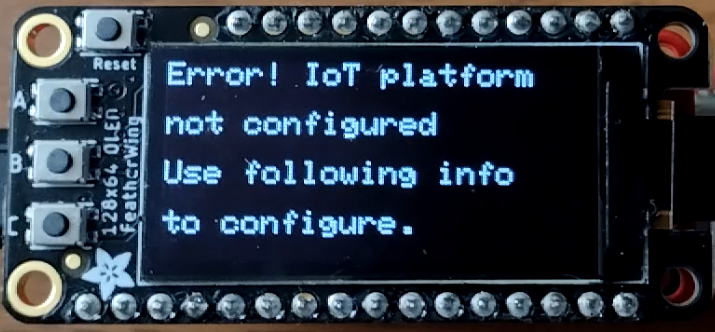 Reset
A
B
C
128x64 OLED
FeatherWing
Error! IoT platform
not configured
Use following info
to configure.